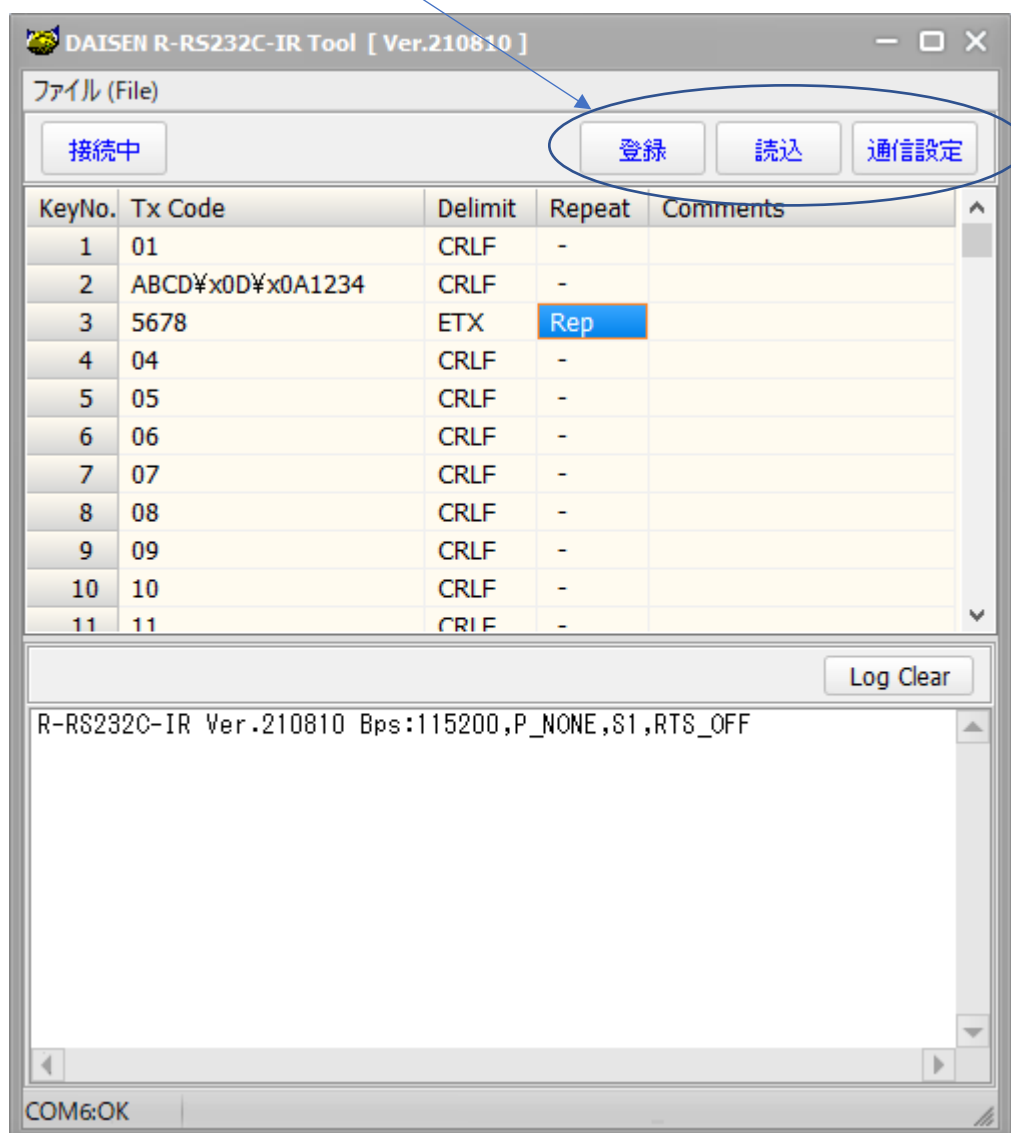 DAISEN R-RS232C-IR Tool [ Ver.210810 ]
ファイル (File)
接続中 登録 読込 通信設定
KeyNo. Tx Code Delimit Repeat Comments
1 01 CRLF -
2 ABCD¥x0D¥x0A1234 CRLF -
3 5678 ETX Rep
4 04 CRLF -
5 05 CRLF -
6 06 CRLF -
7 07 CRLF -
8 08 CRLF -
9 09 CRLF -
10 10 CRLF -
11 11 CRLF -
Log Clear
R-RS232C-IR Ver.210810 Bps:115200,P_NONE,S1,RTS_OFF
COM6:OK